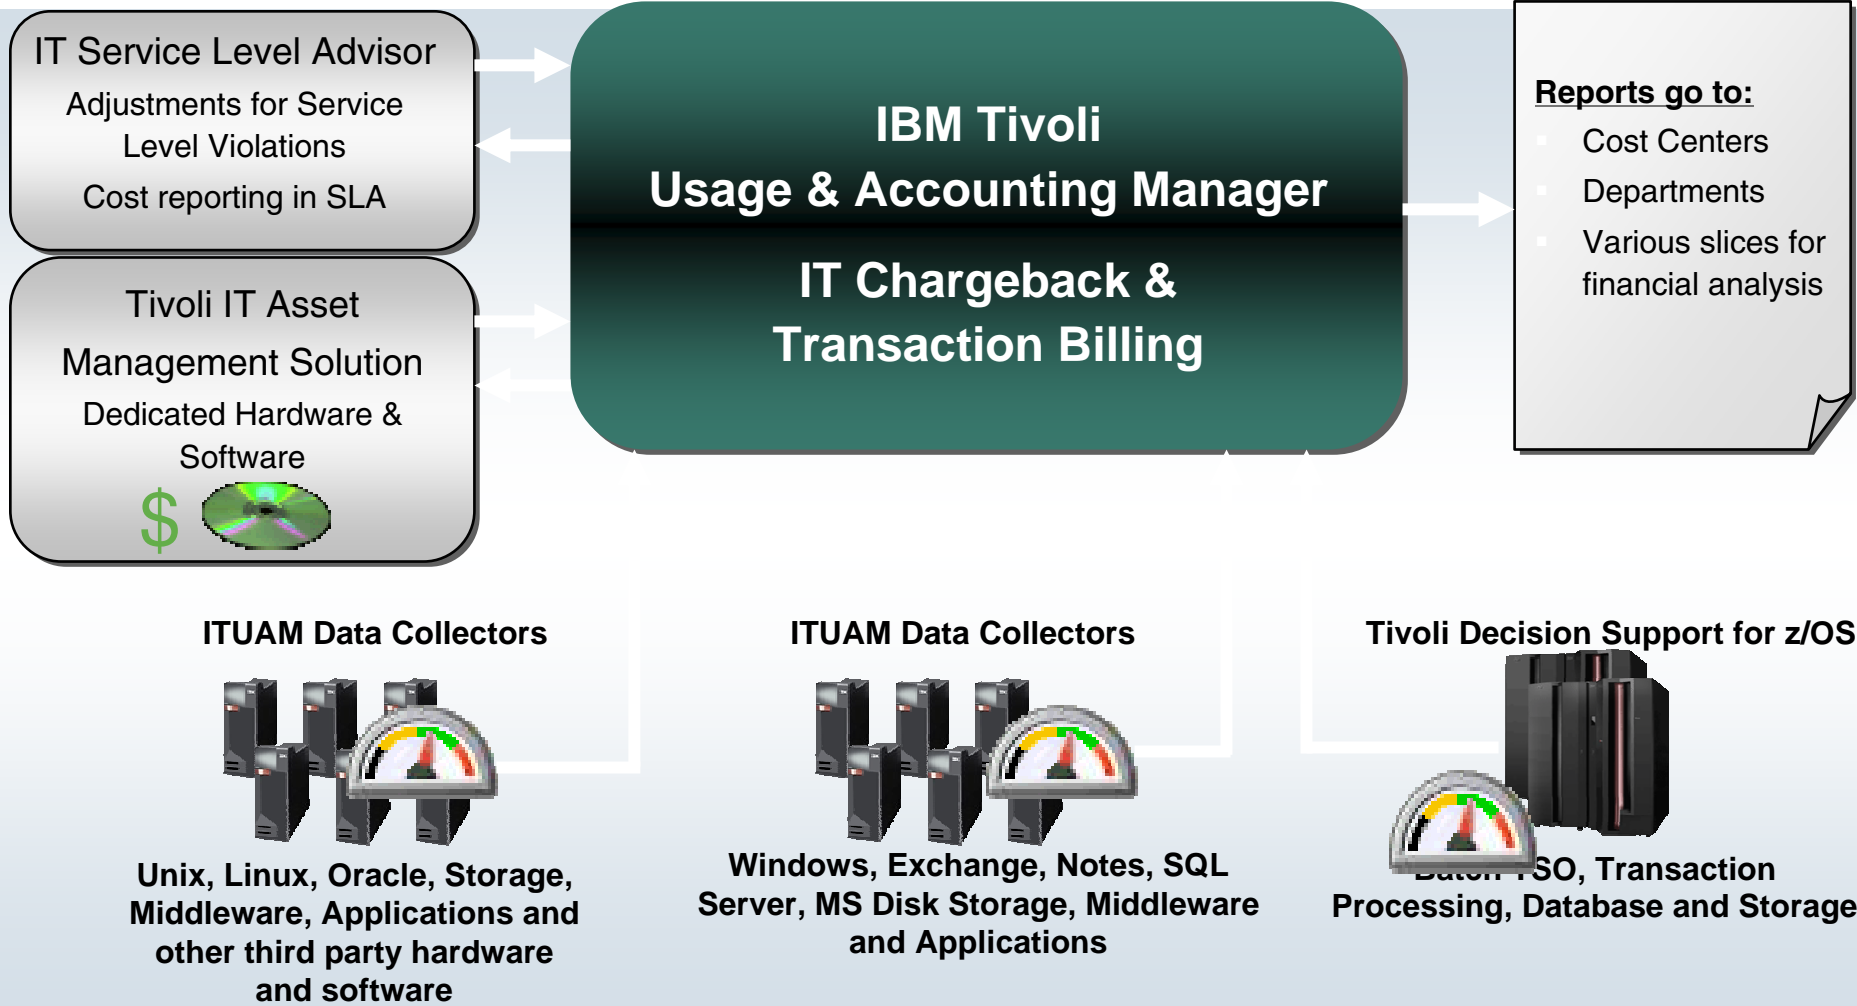 IT Service Level Advisor
Adjustments for Service
Level Violations
Cost reporting in SLA
Tivoli IT Asset
Management Solution
Dedicated Hardware &
Software
$
IBM Tivoli
Usage & Accounting Manager
IT Chargeback &
Transaction Billing
Reports go to:
Cost Centers
Departments
Various slices for
financial analysis
ITUAM Data Collectors
Unix, Linux, Oracle, Storage,
Middleware, Applications and
other third party hardware
and software
ITUAM Data Collectors
Windows, Exchange, Notes, SQL
Server, MS Disk Storage, Middleware
and Applications
Tivoli Decision Support for z/OS
Batch TSO, Transaction
Processing, Database and Storage